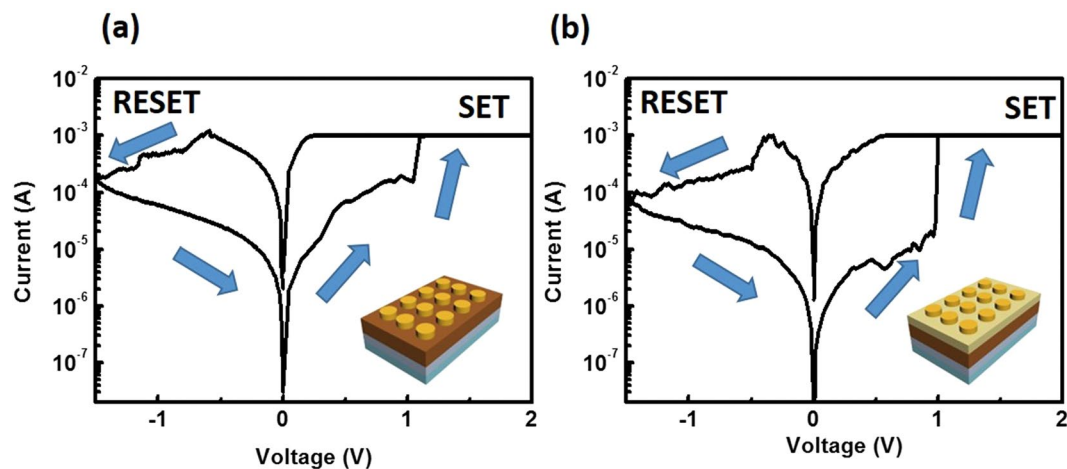 (a)
(b)
RESET
SET
RESET
SET
10⁻²
10⁻³
10⁻⁴
10⁻⁵
10⁻⁶
10⁻⁷
10⁻²
10⁻³
10⁻⁴
10⁻⁵
10⁻⁶
10⁻⁷
Current (A)
Current (A)
-1
0
1
2
-1
0
1
2
Voltage (V)
Voltage (V)